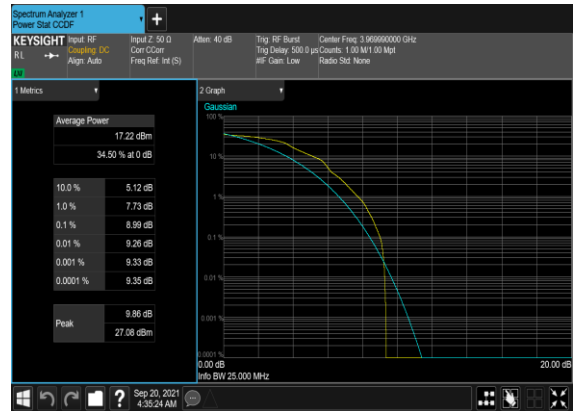 Spectrum Analyzer 1
Power Stat CCDF
KEYSIGHT
RL
Input: RF
Coupling: DC
Align: Auto
Input Z: 50 Ω
Corr CCorr
Freq Ref: Int (S)
Atten: 40 dB
Trig: RF Burst
Trig Delay: 500.0 µs
#IF Gain: Low
Center Freq: 3.969990000 GHz
Counts: 1.00 M/1.00 Mpt
Radio Std: None
1 Metrics
Average Power
17.22 dBm
34.50 % at 0 dB
10.0 % 5.12 dB
1.0 % 7.73 dB
0.1 % 8.99 dB
0.01 % 9.26 dB
0.001 % 9.33 dB
0.0001 % 9.35 dB
Peak
9.86 dB
27.08 dBm
2 Graph
Gaussian
100 %
10 %
1 %
0.1 %
0.01 %
0.001 %
0.0001 %
0.00 dB
20.00 dB
Info BW 25.000 MHz
?
Sep 20, 2021
4:35:24 AM